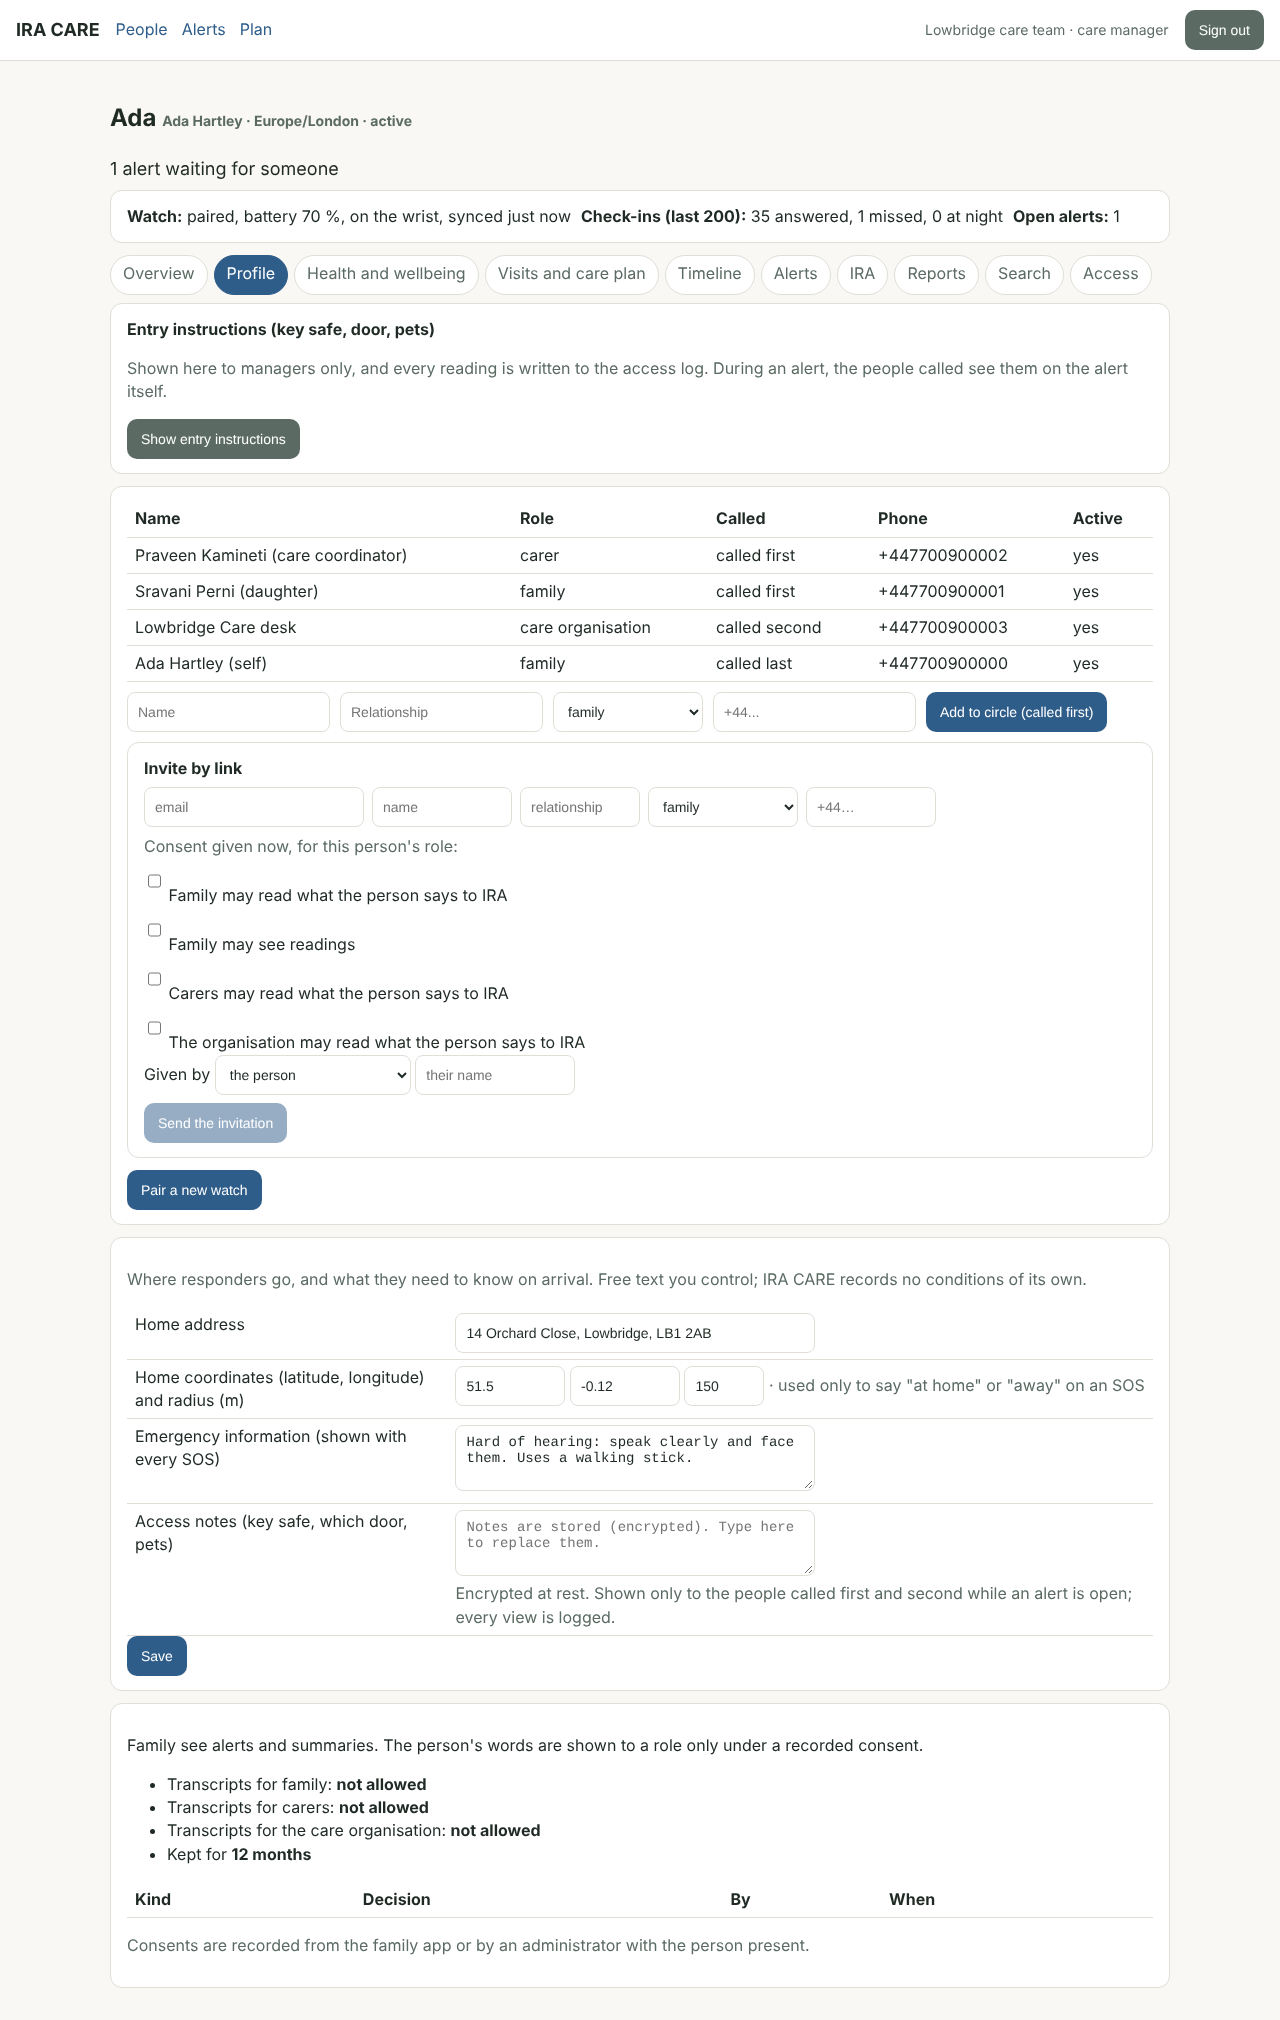 IRA CARE People Alerts Plan Lowbridge care team · care manager Sign out
Ada Ada Hartley · Europe/London · active
1 alert waiting for someone
Watch: paired, battery 70 %, on the wrist, synced just now Check-ins (last 200): 35 answered, 1 missed, 0 at night Open alerts: 1
Overview Profile Health and wellbeing Visits and care plan Timeline Alerts IRA Reports Search Access
Entry instructions (key safe, door, pets)
Shown here to managers only, and every reading is written to the access log. During an alert, the people called see them on the alert
itself.
Show entry instructions
Name Role Called Phone Active
Praveen Kamineti (care coordinator) carer called first +447700900002 yes
Sravani Perni (daughter) family called first +447700900001 yes
Lowbridge Care desk care organisation called second +447700900003 yes
Ada Hartley (self) family called last +447700900000 yes
Name Relationship family +44... Add to circle (called first)
Invite by link
email name relationship family +44…
Consent given now, for this person's role:
Family may read what the person says to IRA
Family may see readings
Carers may read what the person says to IRA
The organisation may read what the person says to IRA
Given by the person their name
Send the invitation
Pair a new watch
Where responders go, and what they need to know on arrival. Free text you control; IRA CARE records no conditions of its own.
Home address 14 Orchard Close, Lowbridge, LB1 2AB
Home coordinates (latitude, longitude) 51.5 -0.12 150 · used only to say "at home" or "away" on an SOS
and radius (m)
Emergency information (shown with Hard of hearing: speak clearly and face
every SOS) them. Uses a walking stick.
Access notes (key safe, which door, Notes are stored (encrypted). Type here
pets) to replace them.
Encrypted at rest. Shown only to the people called first and second while an alert is open;
every view is logged.
Save
Family see alerts and summaries. The person's words are shown to a role only under a recorded consent.
• Transcripts for family: not allowed
• Transcripts for carers: not allowed
• Transcripts for the care organisation: not allowed
• Kept for 12 months
Kind Decision By When
Consents are recorded from the family app or by an administrator with the person present.